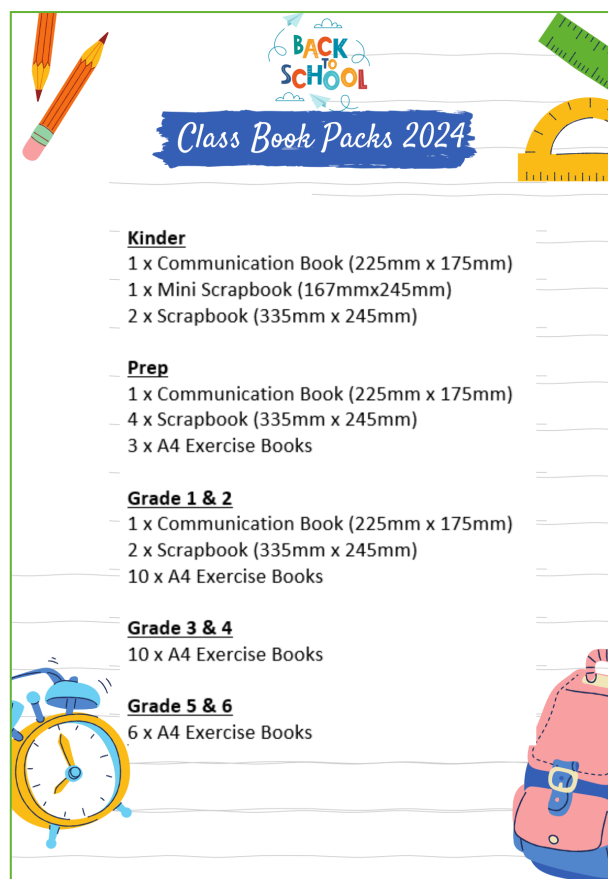 BACK
TO
SCHOOL
Class Book Packs 2024
Kinder
1 x Communication Book (225mm x 175mm)
1 x Mini Scrapbook (167mmx245mm)
2 x Scrapbook (335mm x 245mm)
Prep
1 x Communication Book (225mm x 175mm)
4 x Scrapbook (335mm x 245mm)
3 x A4 Exercise Books
Grade 1 & 2
1 x Communication Book (225mm x 175mm)
2 x Scrapbook (335mm x 245mm)
10 x A4 Exercise Books
Grade 3 & 4
10 x A4 Exercise Books
Grade 5 & 6
6 x A4 Exercise Books